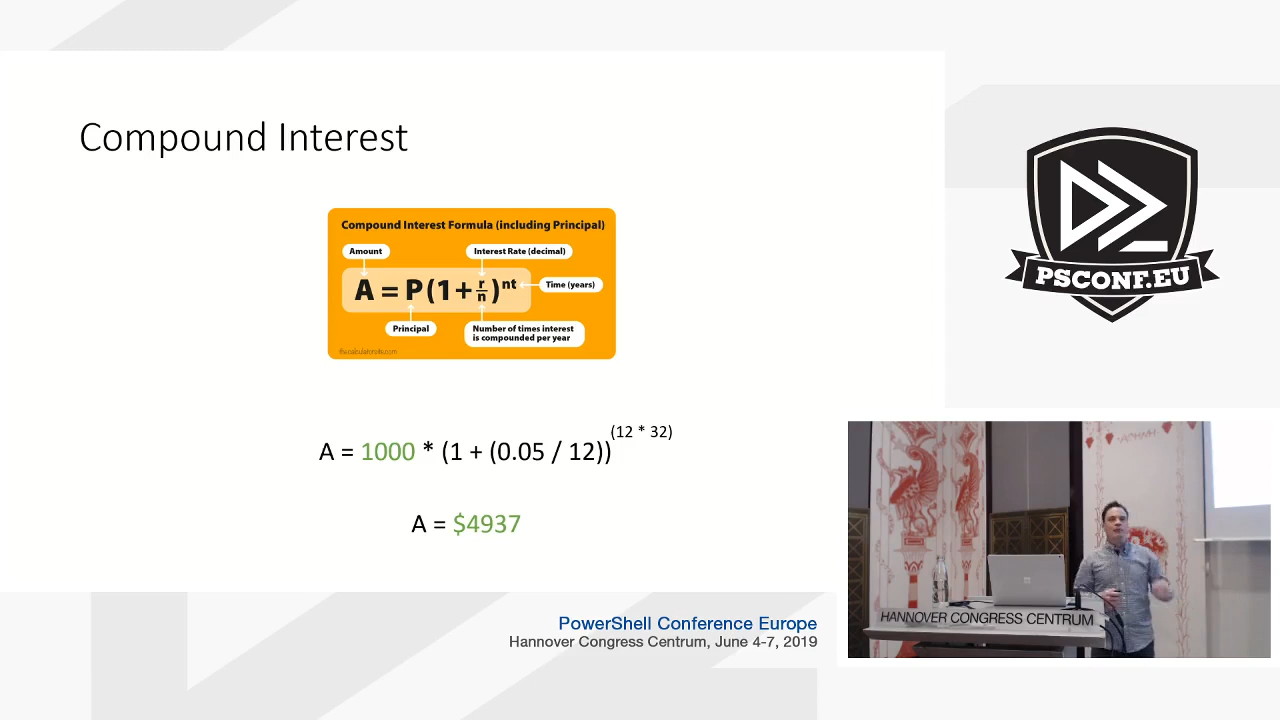 Compound Interest
Compound Interest Formula (including Principal)
Amount
Interest Rate (decimal)
A = P(1+r/n)nt
Time (years)
Principal
Number of times interest
is compounded per year
thecalculatorsite.com
A = 1000 * (1 + (0.05 / 12))(12 * 32)
A = $4937
PSCONF.EU
HANNOVER CONGRESS CENTRUM
PowerShell Conference Europe
Hannover Congress Centrum, June 4-7, 2019